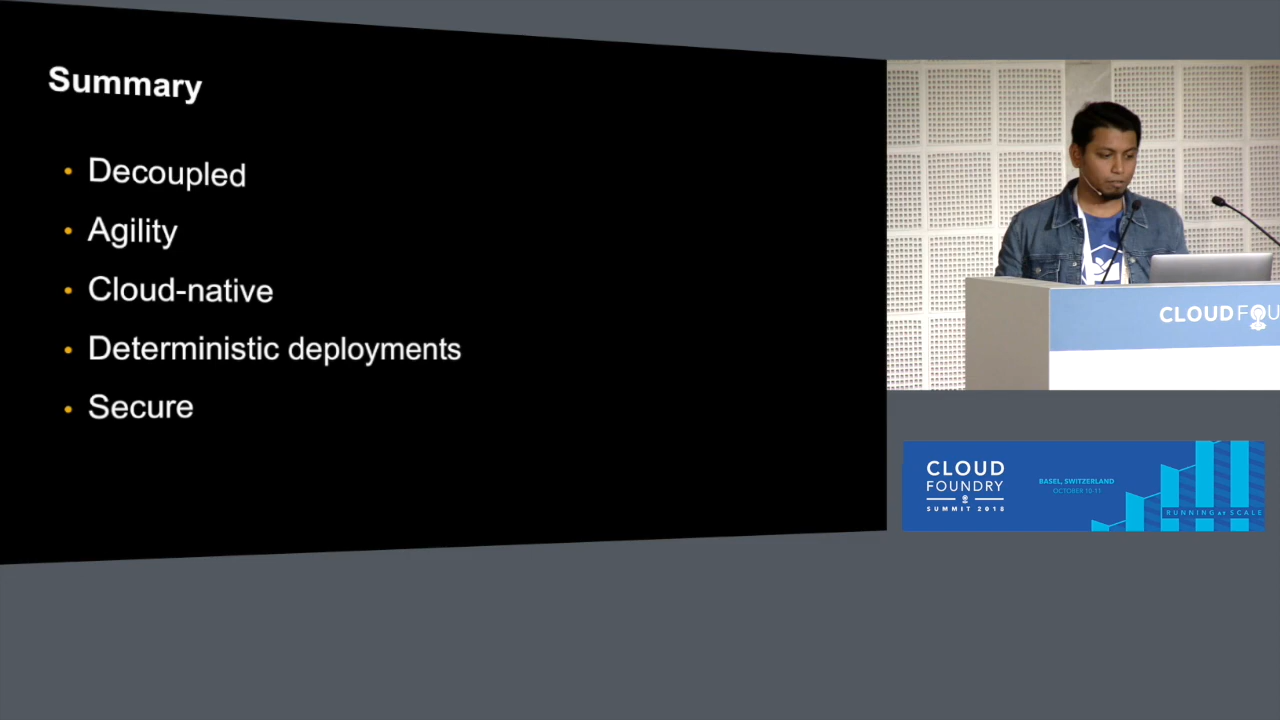 Summary
• Decoupled
• Agility
• Cloud-native
• Deterministic deployments
• Secure
CLOUD FOU
CLOUD
FOUNDRY
SUMMIT 2018
BASEL, SWITZERLAND
OCTOBER 10-11
RUNNING at SCALE